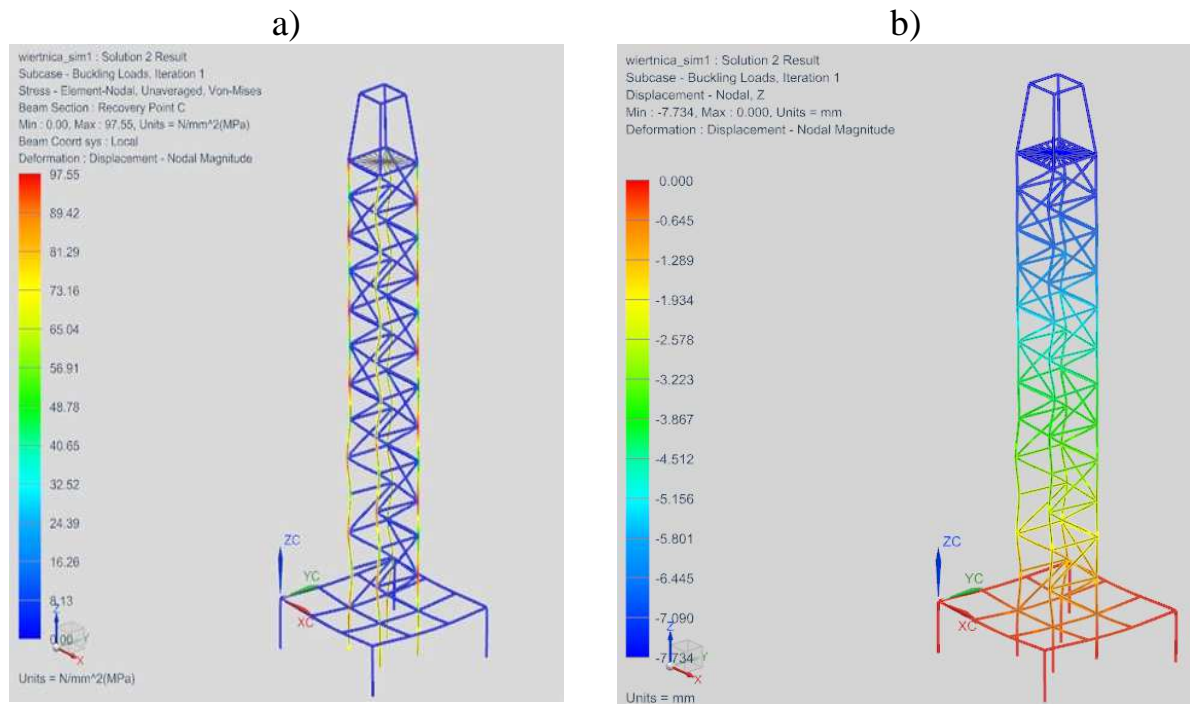 a)
wiertnica_sim1 : Solution 2 Result
Subcase - Buckling Loads, Iteration 1
Stress - Element-Nodal, Unaveraged, Von-Mises
Beam Section : Recovery Point C
Min : 0.00, Max : 97.55, Units = N/mm^2(MPa)
Beam Coord sys : Local
Deformation : Displacement - Nodal Magnitude
97.55
89.42
81.29
73.16
65.04
56.91
48.78
40.65
32.52
24.39
16.26
8.13
0.00
ZC
YC
XC
Z
Y
X
Units = N/mm^2(MPa)
b)
wiertnica_sim1 : Solution 2 Result
Subcase - Buckling Loads, Iteration 1
Displacement - Nodal, Z
Min : -7.734, Max : 0.000, Units = mm
Deformation : Displacement - Nodal Magnitude
0.000
-0.645
-1.289
-1.934
-2.578
-3.223
-3.867
-4.512
-5.156
-5.801
-6.445
-7.090
-7.734
ZC
YC
XC
Z
Y
X
Units = mm